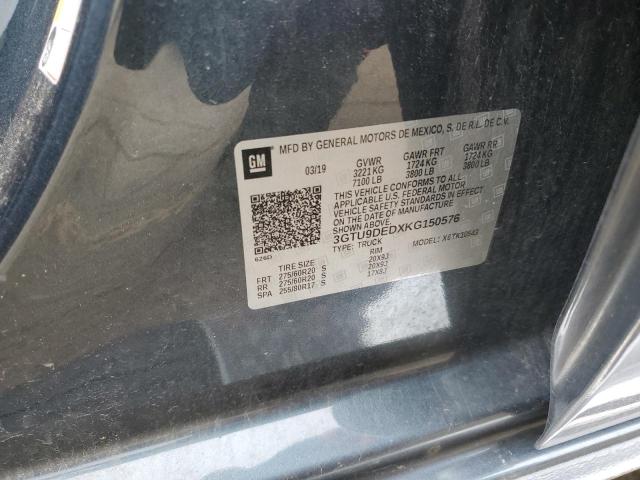 GM
MFD BY GENERAL MOTORS DE MEXICO, S. DE R.L. DE C.V.
03/19 GVWR GAWR FRT GAWR RR
3221 KG 1724 KG 1724 KG
7100 LB 3800 LB 3800 LB
THIS VEHICLE CONFORMS TO ALL
APPLICABLE U.S. FEDERAL MOTOR
VEHICLE SAFETY STANDARDS IN EFFECT
ON THE DATE OF MANUFACTURE
SHOWN ABOVE.
3GTU9DEDXKG150576
TYPE: TRUCK MODEL:
626D
TIRE SIZE RIM
FRT 275/60R20 S 20X9J
RR 275/60R20 S 20X9J
SPA 255/80R17 S 17X8J